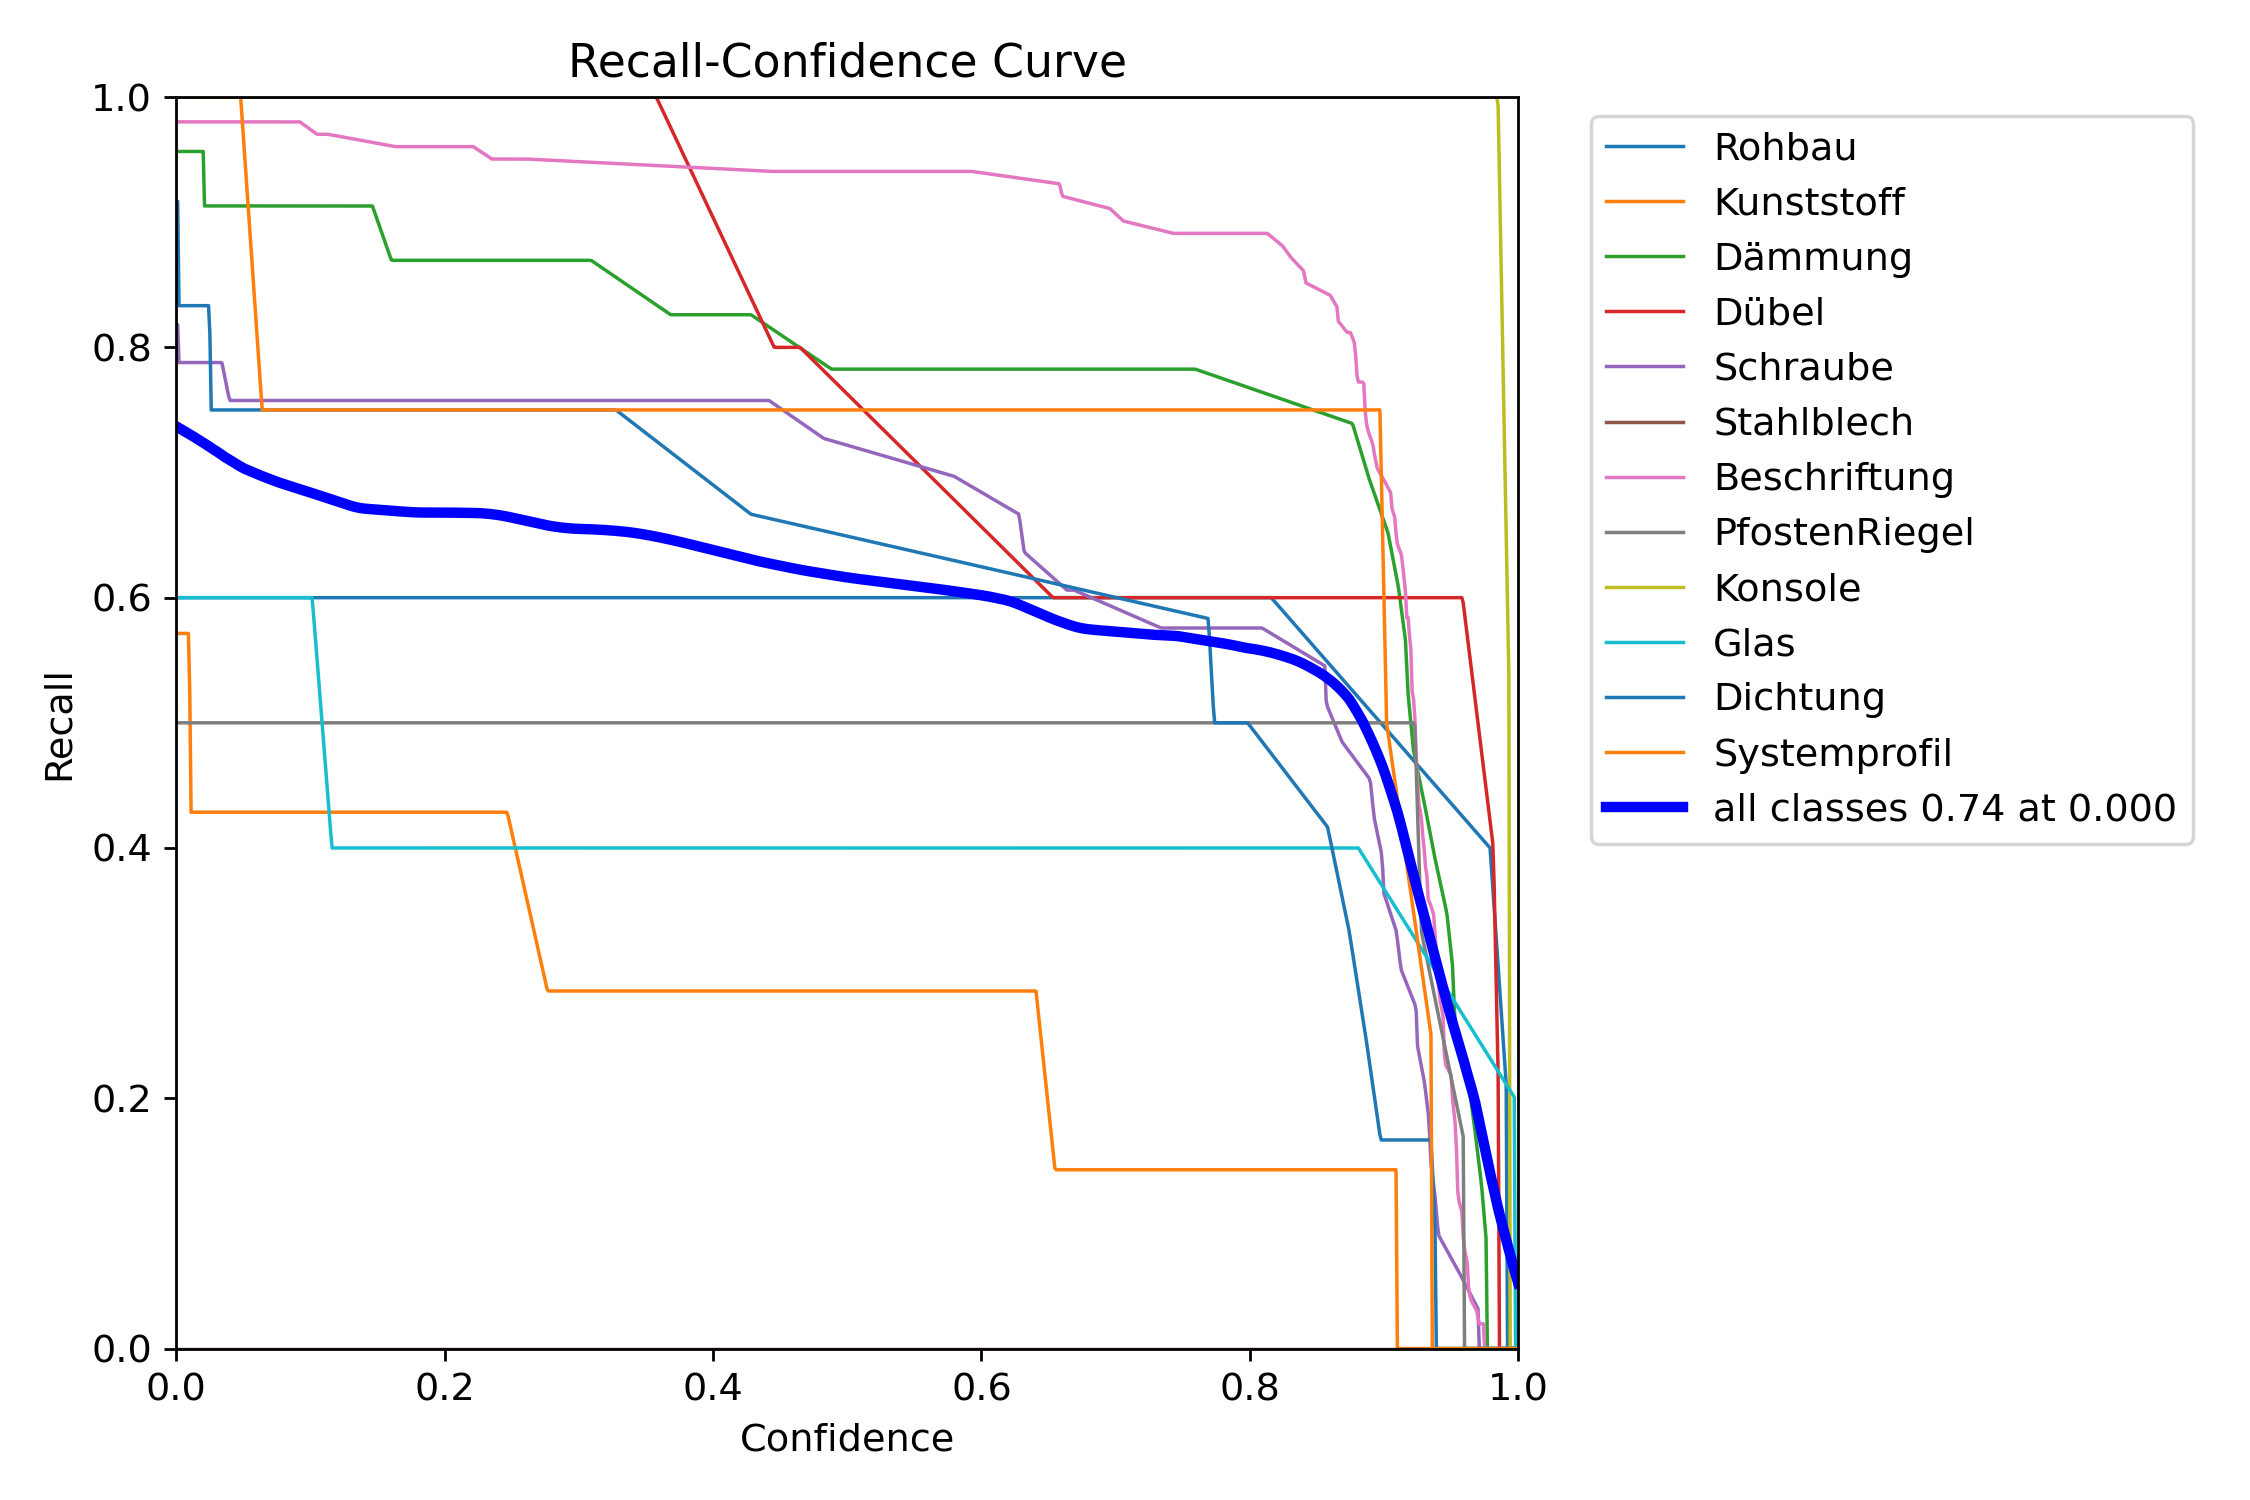 Recall-Confidence Curve
1.0
0.8
0.6
0.4
0.2
0.0
Recall
0.0 0.2 0.4 0.6 0.8 1.0
Confidence
Rohbau
Kunststoff
Dämmung
Dübel
Schraube
Stahlblech
Beschriftung
PfostenRiegel
Konsole
Glas
Dichtung
Systemprofil
all classes 0.74 at 0.000